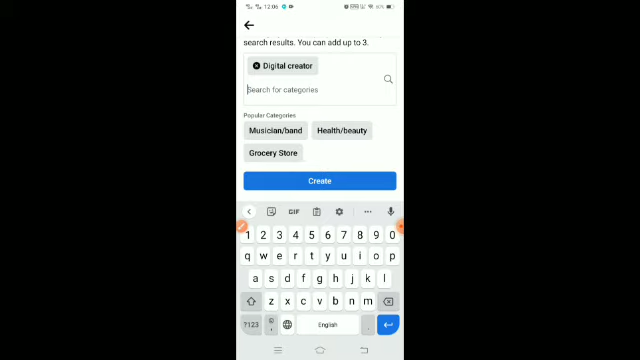 12:06
60%
search results. You can add up to 3.
Digital creator
Search for categories
Popular Categories
Musician/band
Health/beauty
Grocery Store
Create
GIF
1 2 3 4 5 6 7 8 9 0
q w e r t y u i o p
a s d f g h j k l
z x c v b n m
?123 , English .